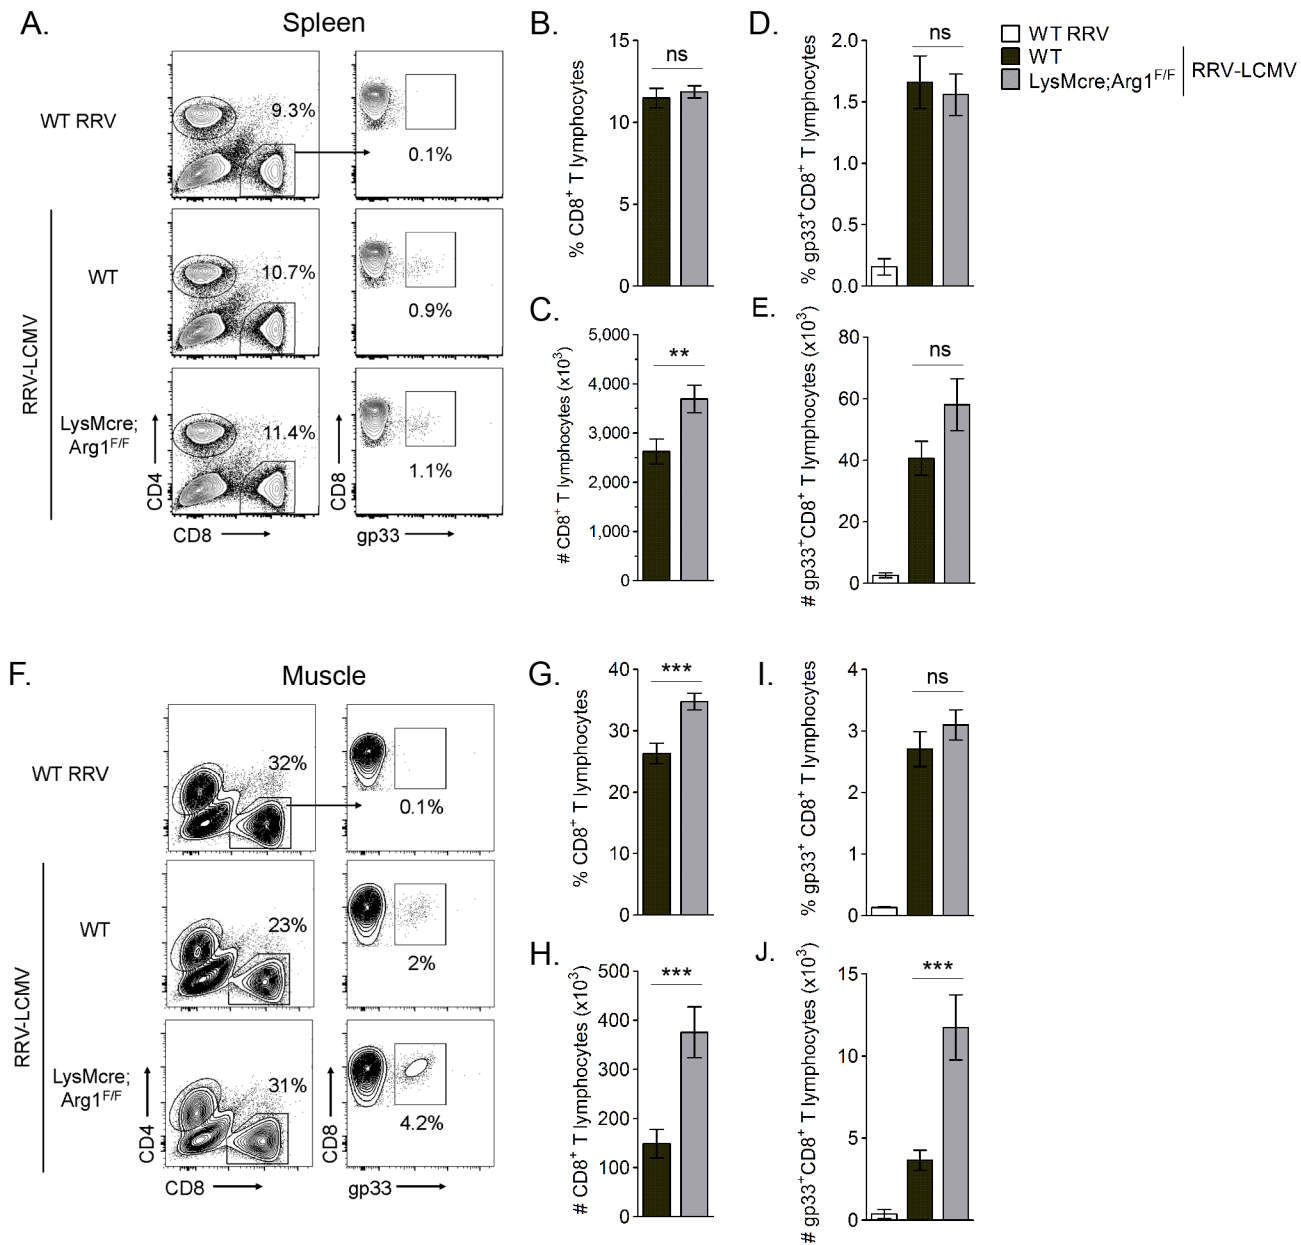 A.
Spleen
WT RRV
9.3%
0.1%
RRV-LCMV
WT
10.7%
0.9%
LysMcre;
Arg1F/F
11.4%
1.1%
CD4
CD8
CD8
gp33
B.
% CD8+ T lymphocytes
15
10
5
0
ns
C.
# CD8+ T lymphocytes (x103)
5,000
4,000
3,000
2,000
1,000
0
**
D.
% gp33+CD8+ T lymphocytes
2.0
1.5
1.0
0.5
0.0
ns
E.
# gp33+CD8+ T lymphocytes (x103)
80
60
40
20
0
ns
WT RRV
WT
LysMcre;Arg1F/F
RRV-LCMV
F.
Muscle
WT RRV
32%
0.1%
RRV-LCMV
WT
23%
2%
LysMcre;
Arg1F/F
31%
4.2%
CD4
CD8
CD8
gp33
G.
% CD8+ T lymphocytes
40
30
20
10
0
***
H.
# CD8+ T lymphocytes (x103)
500
400
300
200
100
0
***
I.
% gp33+ CD8+ T lymphocytes
4
3
2
1
0
ns
J.
# gp33+CD8+ T lymphocytes (x103)
15
10
5
0
***